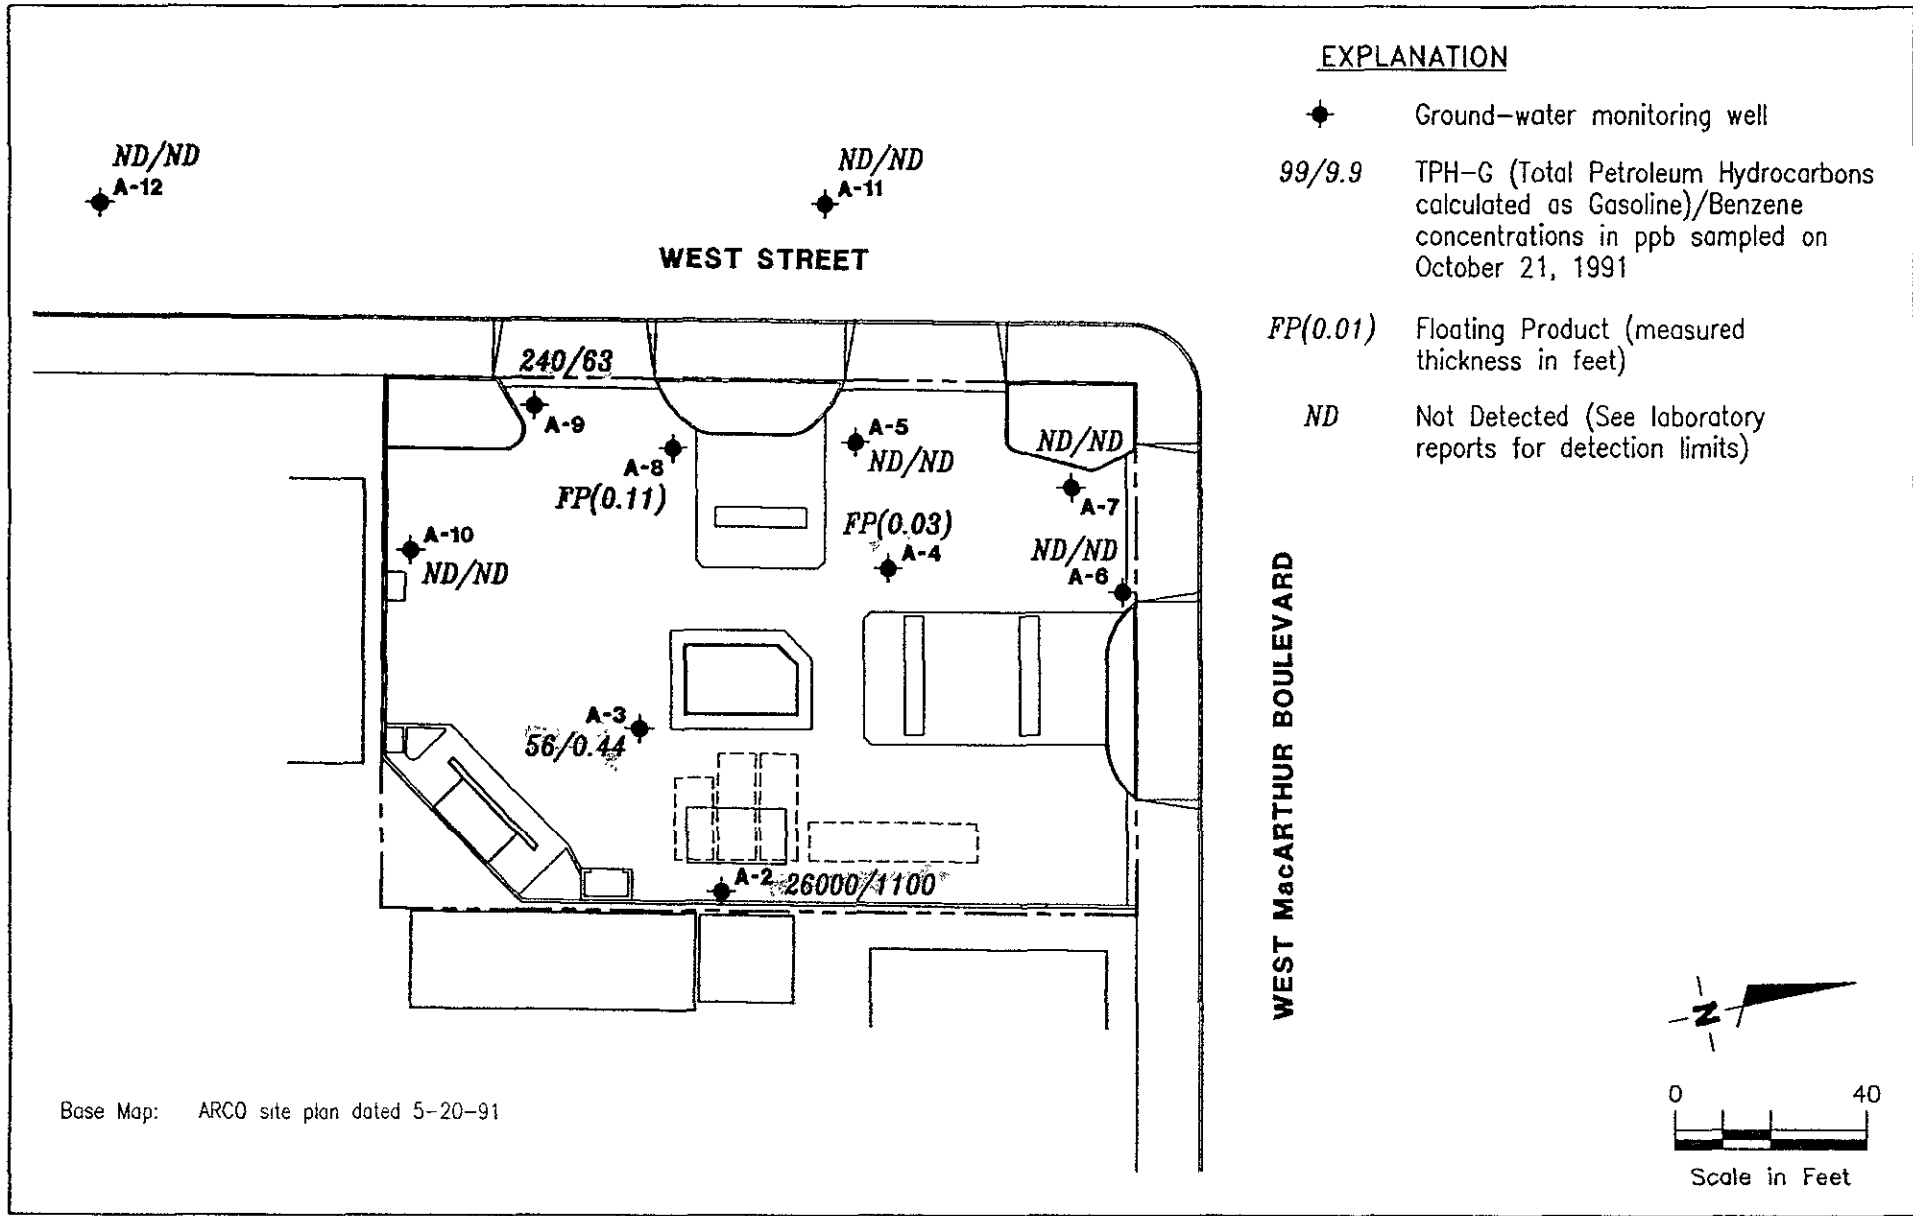 EXPLANATION
Ground-water monitoring well
99/9.9
TPH-G (Total Petroleum Hydrocarbons
calculated as Gasoline)/Benzene
concentrations in ppb sampled on
October 21, 1991
FP(0.01)
Floating Product (measured
thickness in feet)
ND
Not Detected (See laboratory
reports for detection limits)
ND/ND
A-12
ND/ND
A-11
WEST STREET
240/63
A-9
A-8
FP(0.11)
A-5
ND/ND
ND/ND
A-7
FP(0.03)
A-4
ND/ND
A-6
A-10
ND/ND
A-3
56/0.44
A-2
26000/1100
WEST MacARTHUR BOULEVARD
N
0
40
Scale in Feet
Base Map: ARCO site plan dated 5-20-91